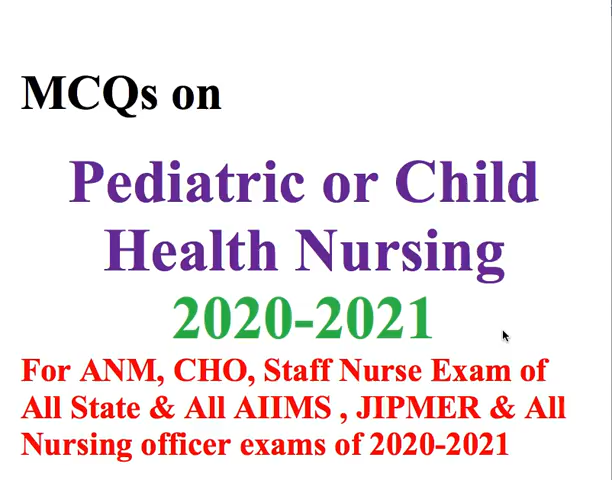 MCQs on
Pediatric or Child
Health Nursing
2020-2021
For ANM, CHO, Staff Nurse Exam of
All State & All AIIMS , JIPMER & All
Nursing officer exams of 2020-2021